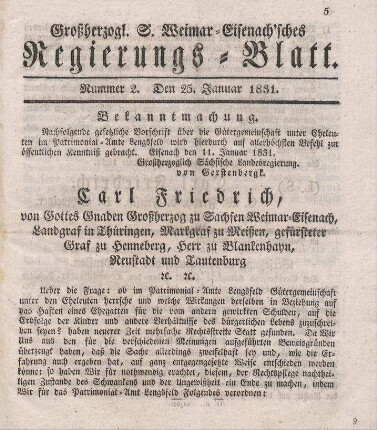 5
Großherzogl. S. Weimar-Eisenach'sches
Regierungs-Blatt.
Nummer 2. Den 25. Januar 1831.
Bekanntmachung.
Nachfolgende gesetzliche Vorschrift über die Gütergemeinschaft unter Eheleu-
ten im Patrimonial-Amte Lengsfeld wird hierdurch auf allerhöchsten Befehl zur
öffentlichen Kenntniß gebracht. Eisenach den 11. Januar 1831.
Großherzoglich Sächsische Landesregierung.
von Gerstenbergk.
Carl Friedrich,
von Gottes Gnaden Großherzog zu Sachsen Weimar-Eisenach,
Landgraf in Thüringen, Markgraf zu Meißen, gefürsteter
Graf zu Henneberg, Herr zu Blankenhayn,
Neustadt und Tautenburg
ꝛc. ꝛc.
Ueber die Frage: ob im Patrimonial-Amte Lengsfeld Gütergemeinschaft
unter den Eheleuten herrsche und welche Wirkungen derselben in Beziehung auf
das Haften eines Ehegatten für die vom andern gewirkten Schulden, auf
die Erbfolge der Kinder und andere Verhältnisse des bürgerlichen Lebens zuzuschrei-
ben seyen? haben neuerer Zeit mehrfache Rechtsstreite Statt gefunden. Da Wir
Uns aus den für die verschiedenen Meinungen aufgeführten Beweisgründen
überzeugt haben, daß die Sache allerdings zweifelhaft sey und, wie die Er-
fahrung auch ergeben hat, auf ganz entgegengesetzte Weise entschieden werden
könne: so haben Wir für nothwendig erachtet, diesem, der Rechtspflege nachthei-
ligen Zustande des Schwankens und der Ungewißheit ein Ende zu machen, indem
Wir für das Patrimonial-Amt Lengsfeld Folgendes verordnen:
2